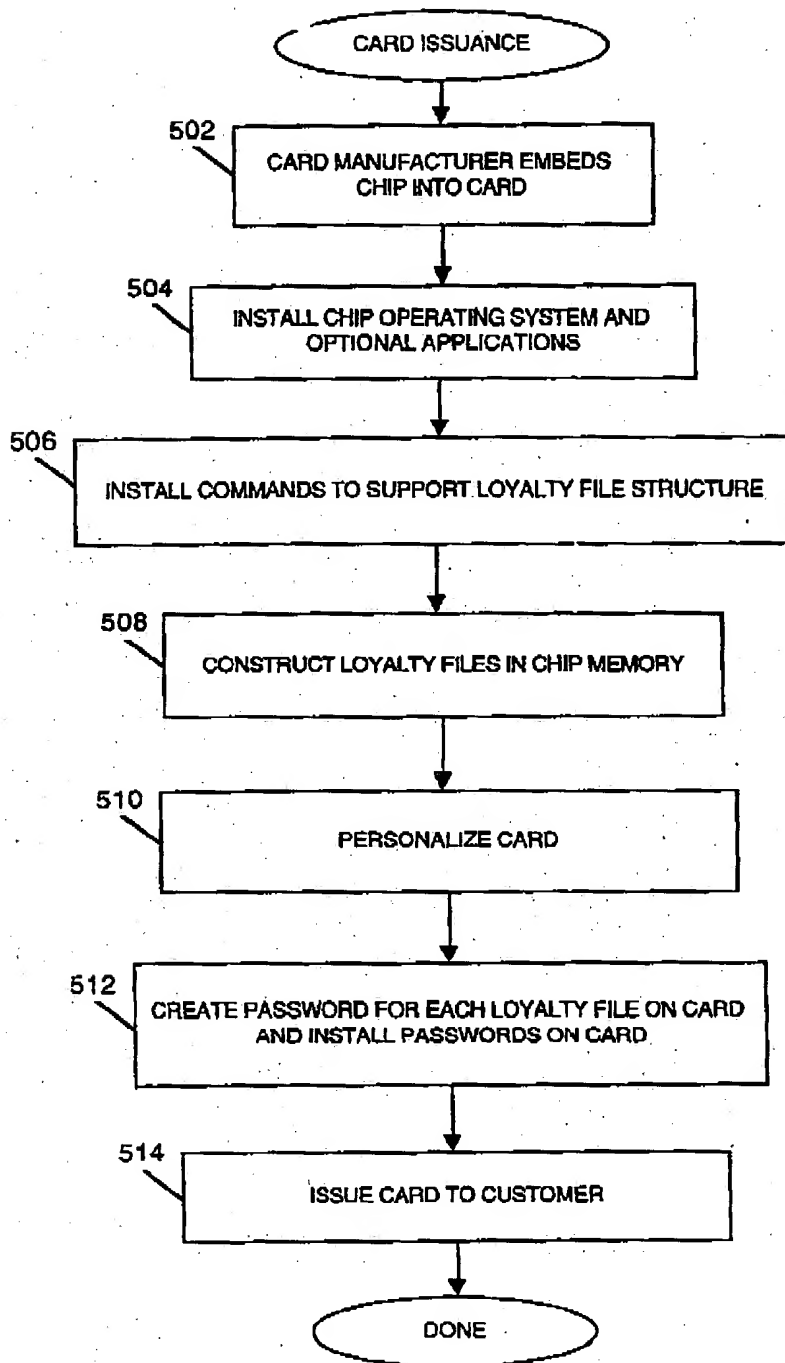 CARD ISSUANCE
502
CARD MANUFACTURER EMBEDS
CHIP INTO CARD
504
INSTALL CHIP OPERATING SYSTEM AND
OPTIONAL APPLICATIONS
506
INSTALL COMMANDS TO SUPPORT LOYALTY FILE STRUCTURE
508
CONSTRUCT LOYALTY FILES IN CHIP MEMORY
510
PERSONALIZE CARD
512
CREATE PASSWORD FOR EACH LOYALTY FILE ON CARD
AND INSTALL PASSWORDS ON CARD
514
ISSUE CARD TO CUSTOMER
DONE